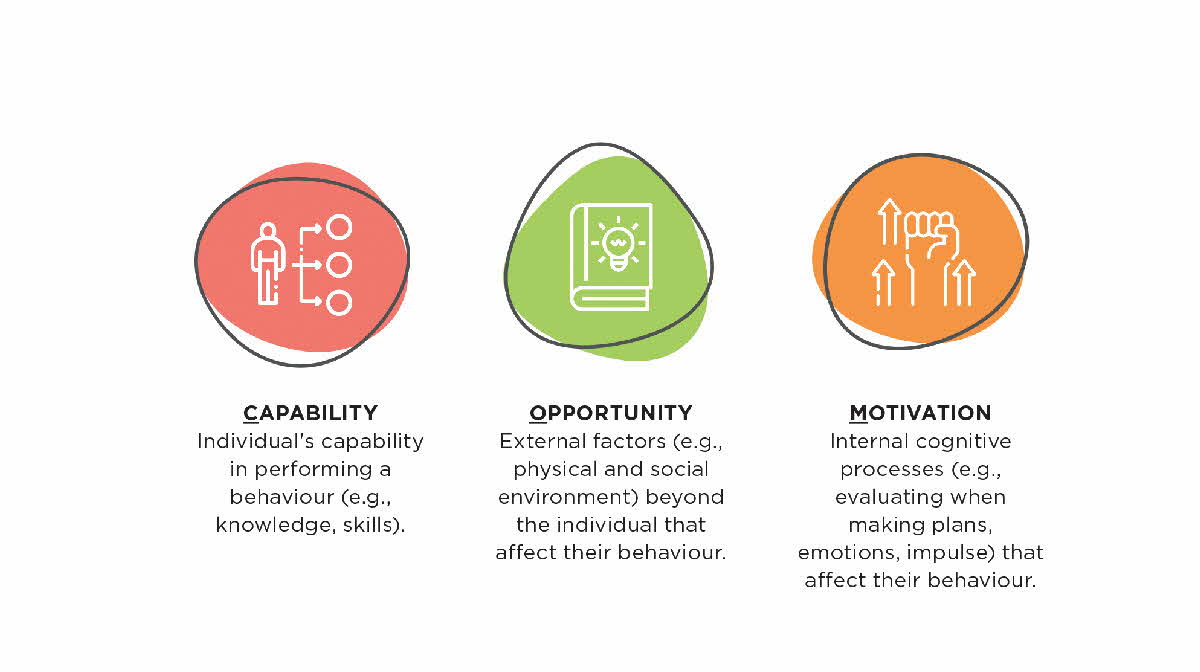 CAPABILITY
Individual's capability
in performing a
behaviour (e.g.,
knowledge, skills).
OPPORTUNITY
External factors (e.g.,
physical and social
environment) beyond
the individual that
affect their behaviour.
MOTIVATION
Internal cognitive
processes (e.g.,
evaluating when
making plans,
emotions, impulse) that
affect their behaviour.